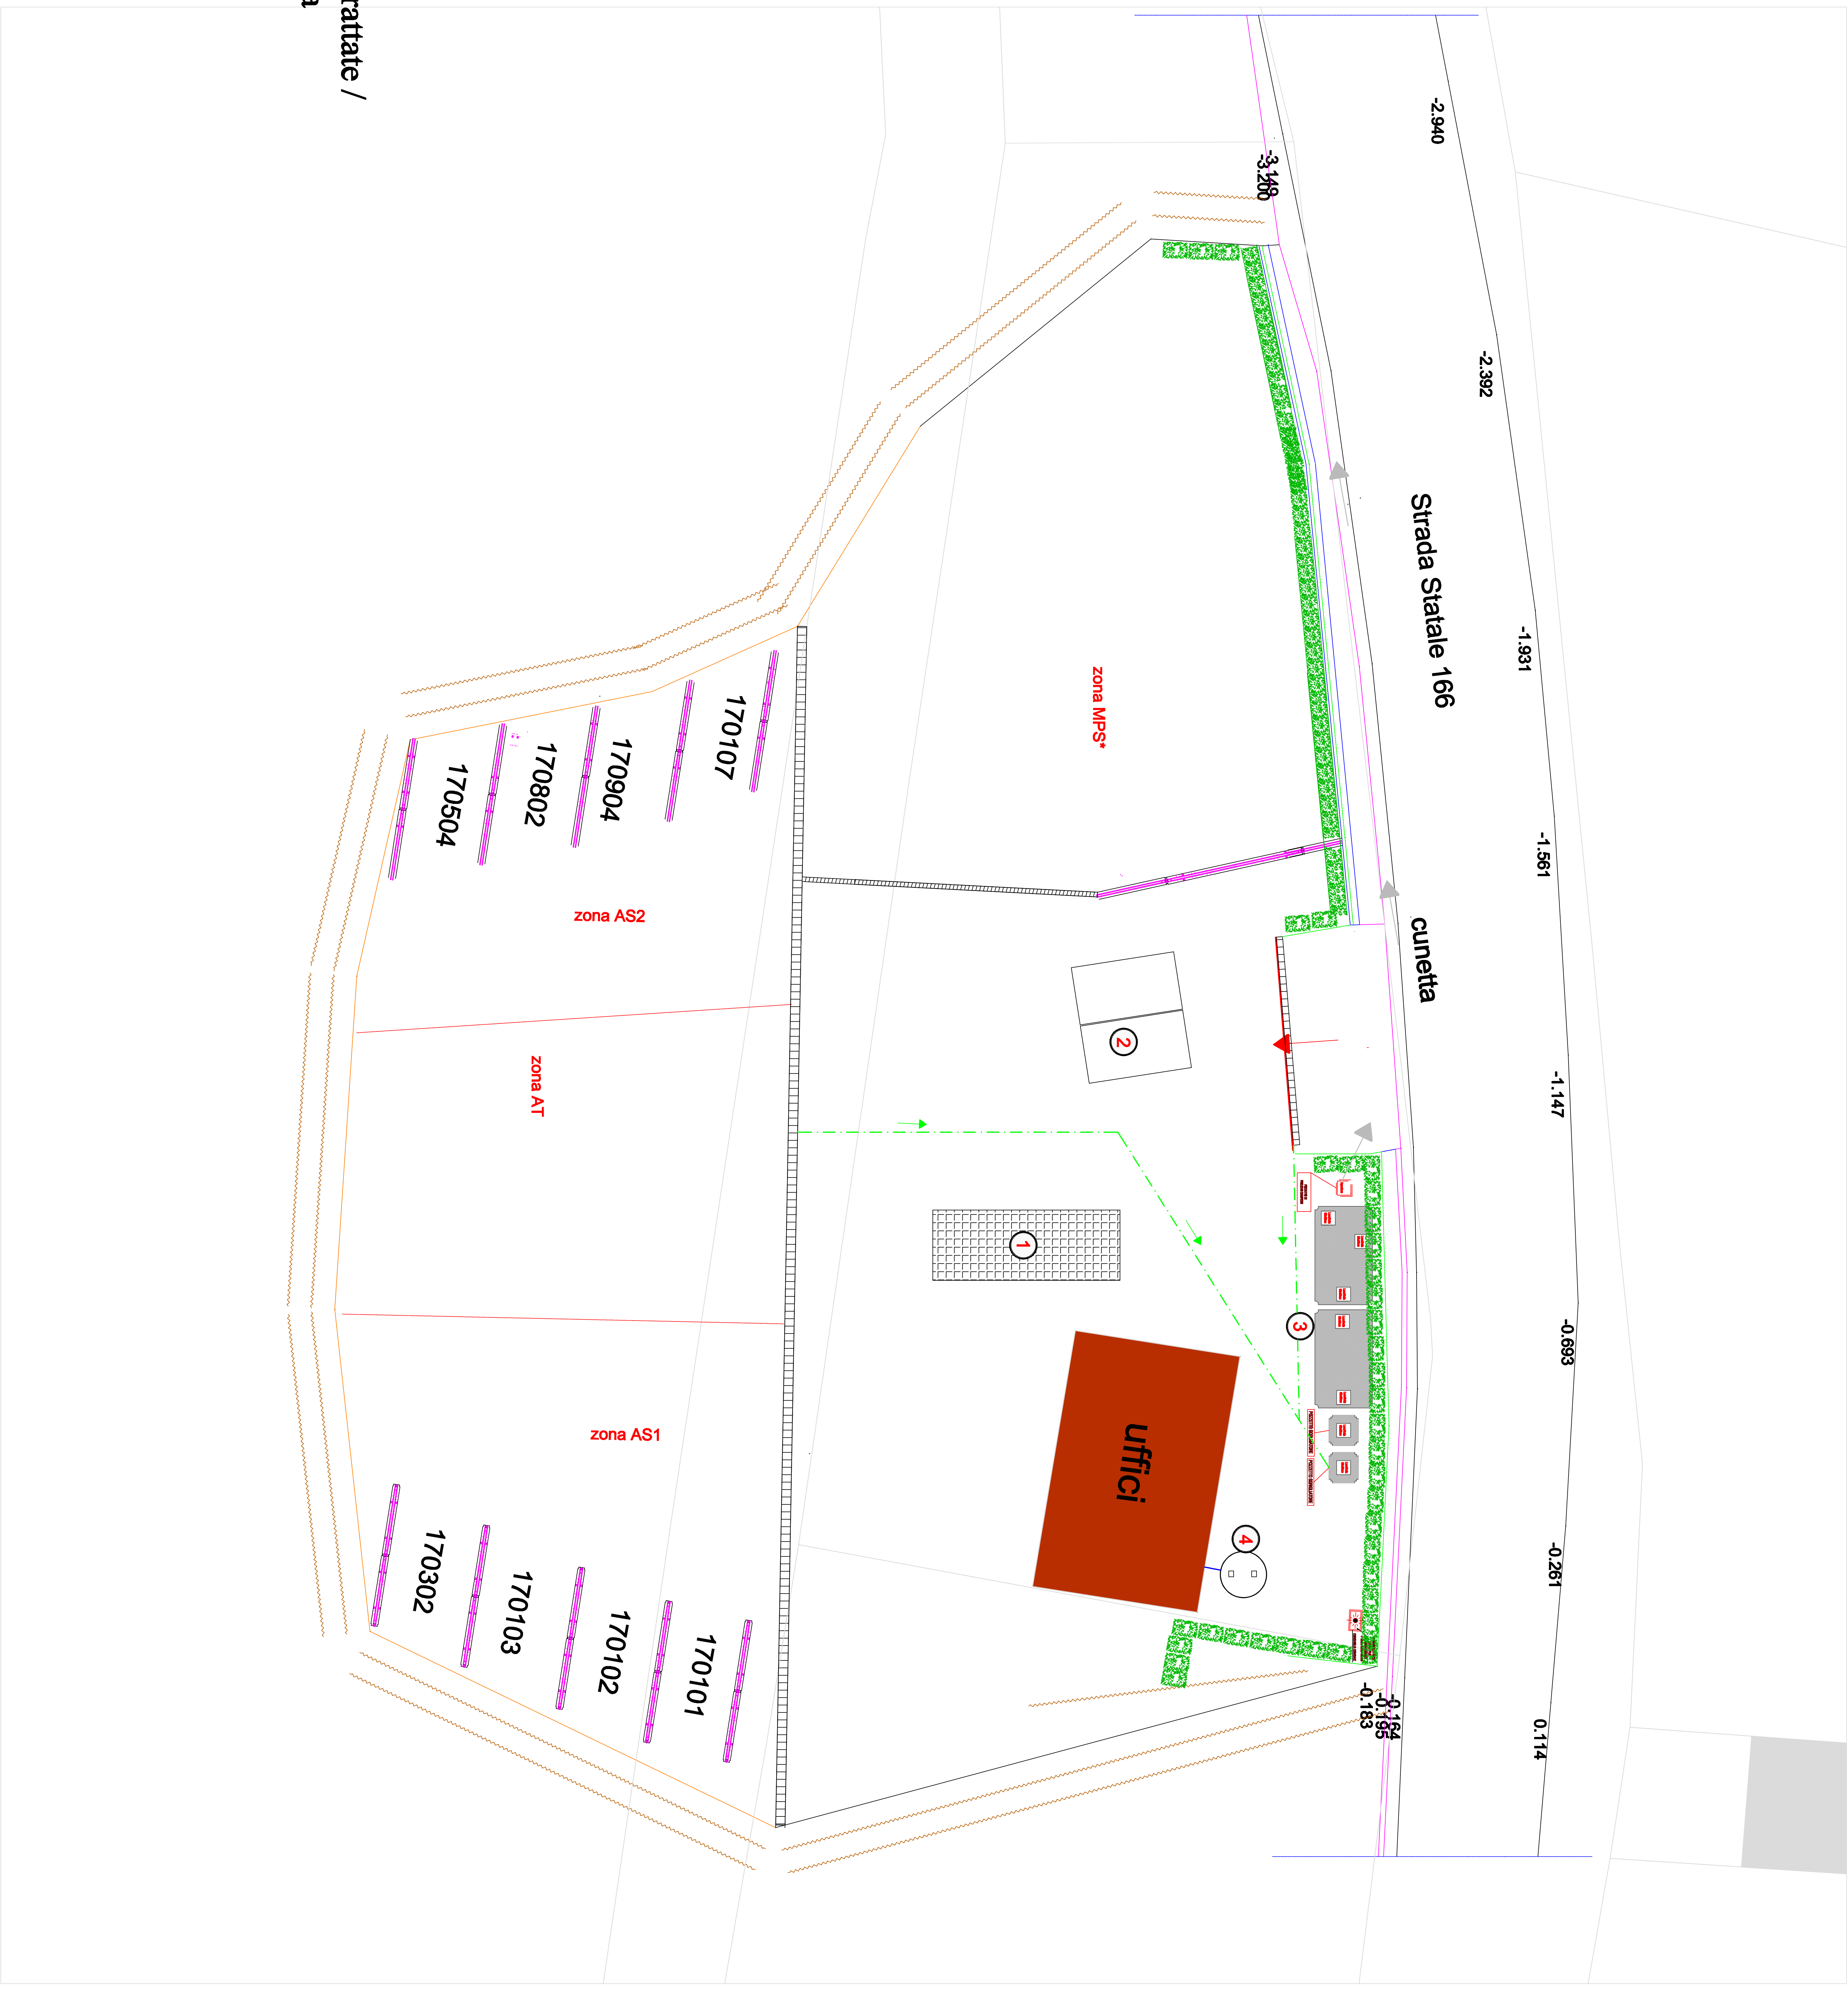 rattate /
a
-2.940
-3.149
-3.200
-2.392
Strada Statale 166
-1.931
-1.561
cunetta
-1.147
-0.693
-0.261
0.114
-0.164
-0.195
-0.183
zona MPS*
170107
170904
170802
170504
zona AS2
zona AT
zona AS1
2
1
3
4
uffici
170302
170103
170102
170101